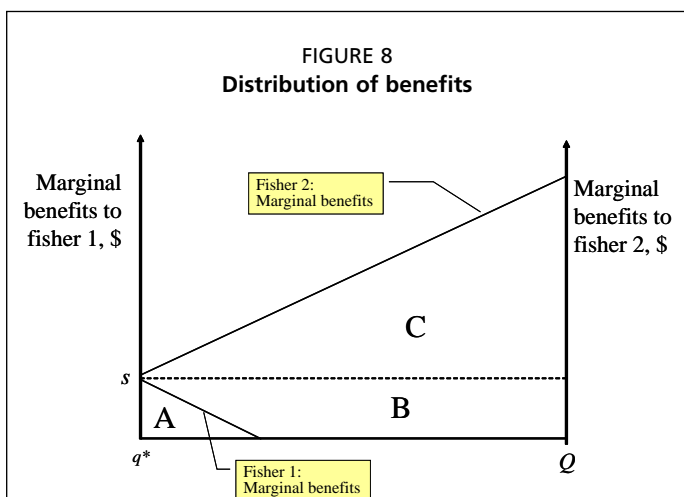 FIGURE 8
Distribution of benefits
Marginal
benefits to
fisher 1, $
Fisher 2:
Marginal benefits
Marginal
benefits to
fisher 2, $
C
s
A
B
q*
Fisher 1:
Marginal benefits
Q